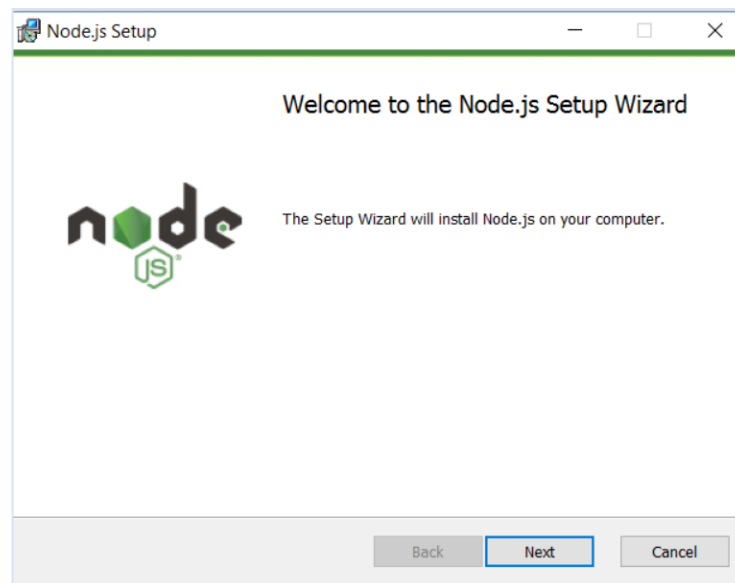 Node.js Setup
Welcome to the Node.js Setup Wizard
node
JS®
The Setup Wizard will install Node.js on your computer.
Back Next Cancel